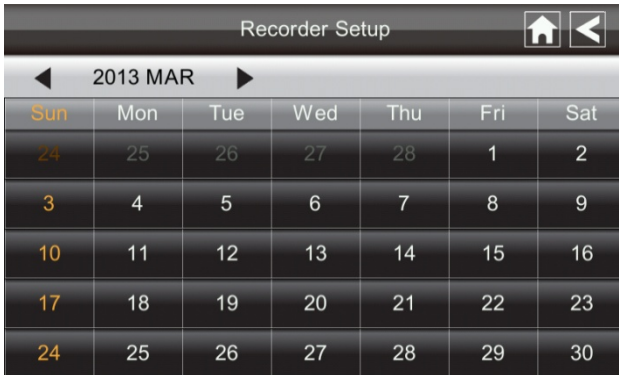 Recorder Setup
2013 MAR
Sun Mon Tue Wed Thu Fri Sat
24 25 26 27 28 1 2
3 4 5 6 7 8 9
10 11 12 13 14 15 16
17 18 19 20 21 22 23
24 25 26 27 28 29 30